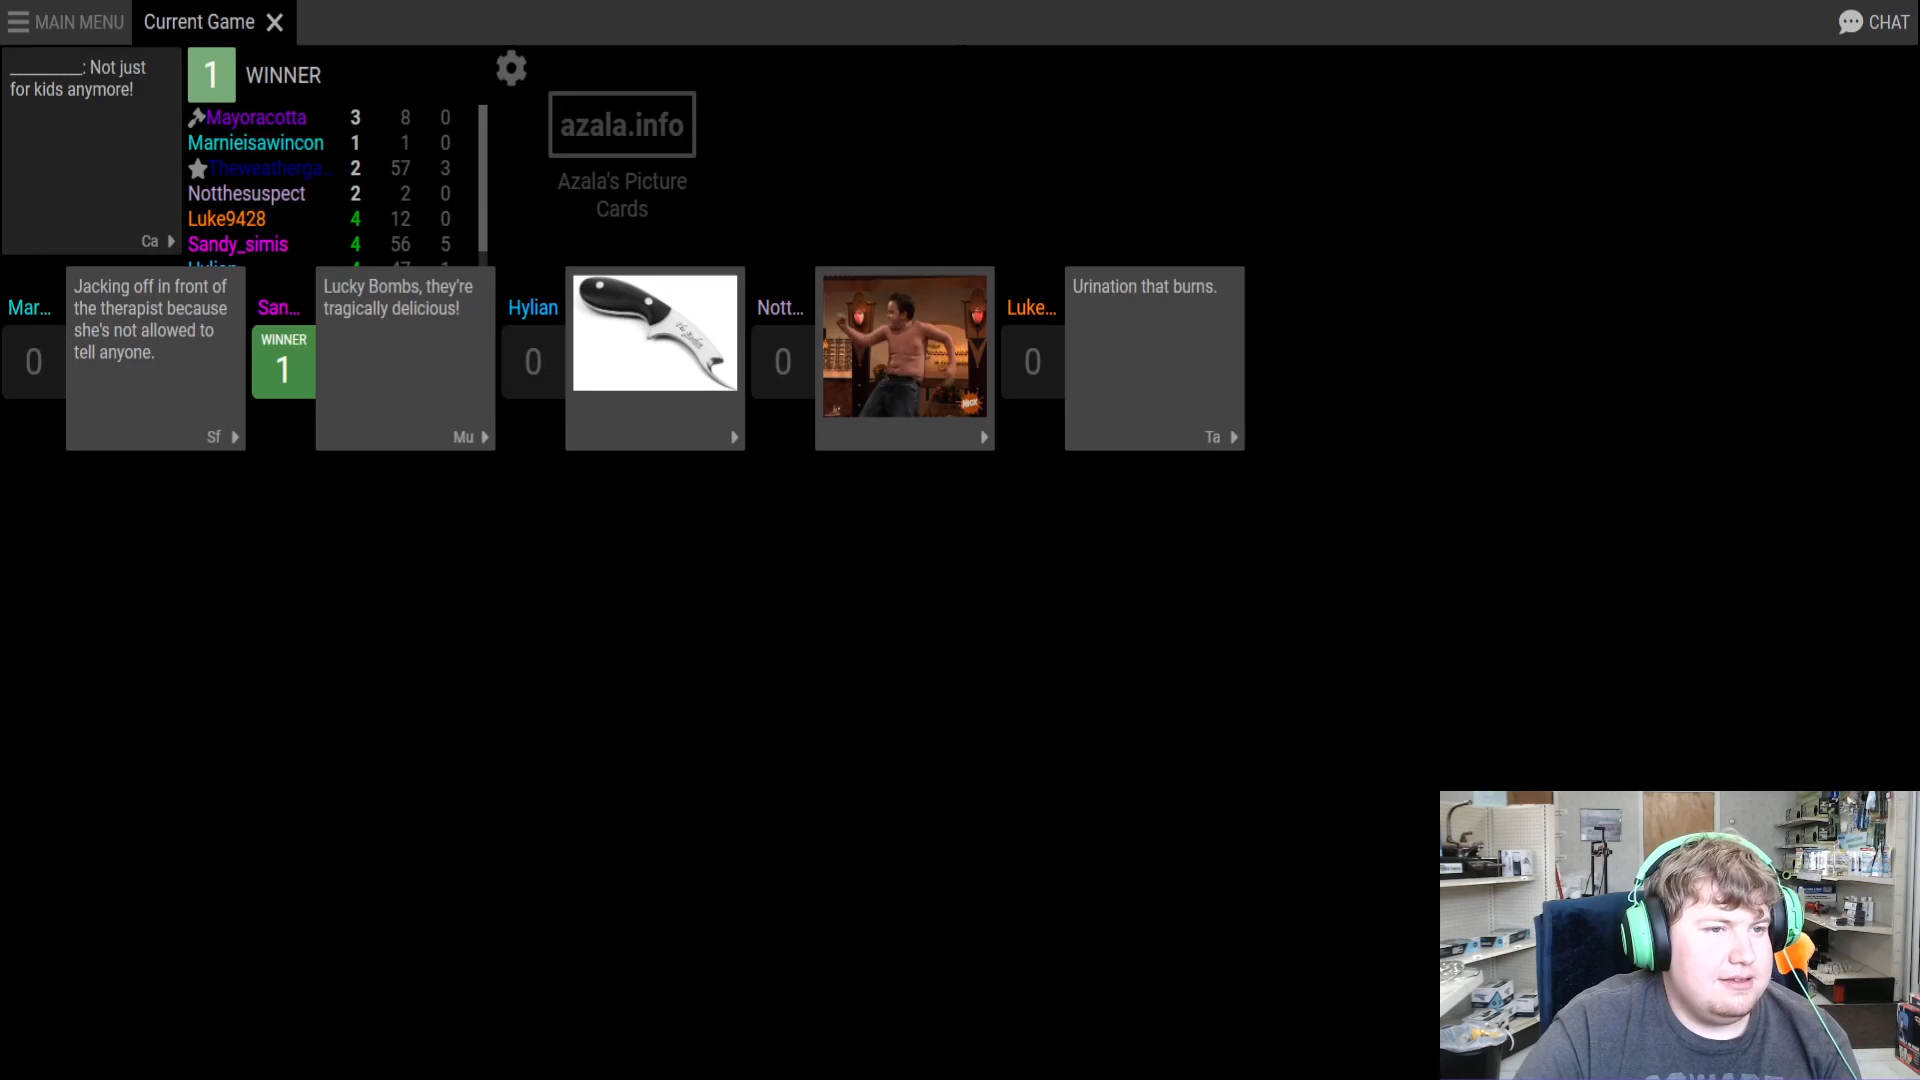 MAIN MENU
Current Game
CHAT
_________: Not just
for kids anymore!
Ca
1 WINNER
Mayoracotta 3 8 0
Marnieisawincon 1 1 0
Theweatherga... 2 57 3
Notthesuspect 2 2 0
Luke9428 4 12 0
Sandy_simis 4 56 5
azala.info
Azala's Picture
Cards
Mar...
0
Jacking off in front of
the therapist because
she's not allowed to
tell anyone.
Sf
San...
WINNER
1
Lucky Bombs, they're
tragically delicious!
Mu
Hylian
0
Nott...
0
NICK
Luke...
0
Urination that burns.
Ta